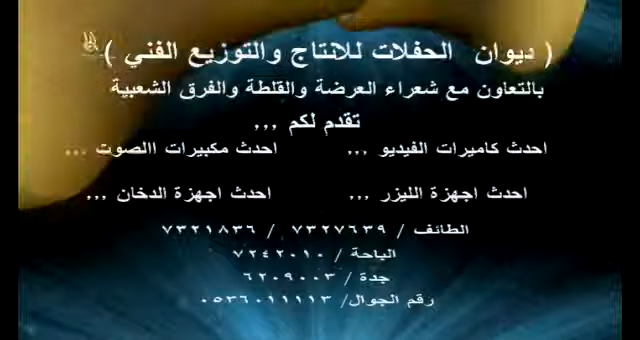 ( ديوان الحفلات للانتاج والتوزيع الفني )
بالتعاون مع شعراء العرضة والقلطة والفرق الشعبية
تقدم لكم ,,,
احدث كاميرات الفيديو ,,, احدث مكبيرات االصوت ,,,
احدث اجهزة الليزر ,,, احدث اجهزة الدخان ,,,
الطائف / ٧٣٢٧٦٣٩ / ٧٣٢١٨٣٦
الباحة / ٧٢٤٢٠١٠
جدة / ٦٢٠٩٠٠٣
رقم الجوال/ ٠٥٣٦٠١١١١٣